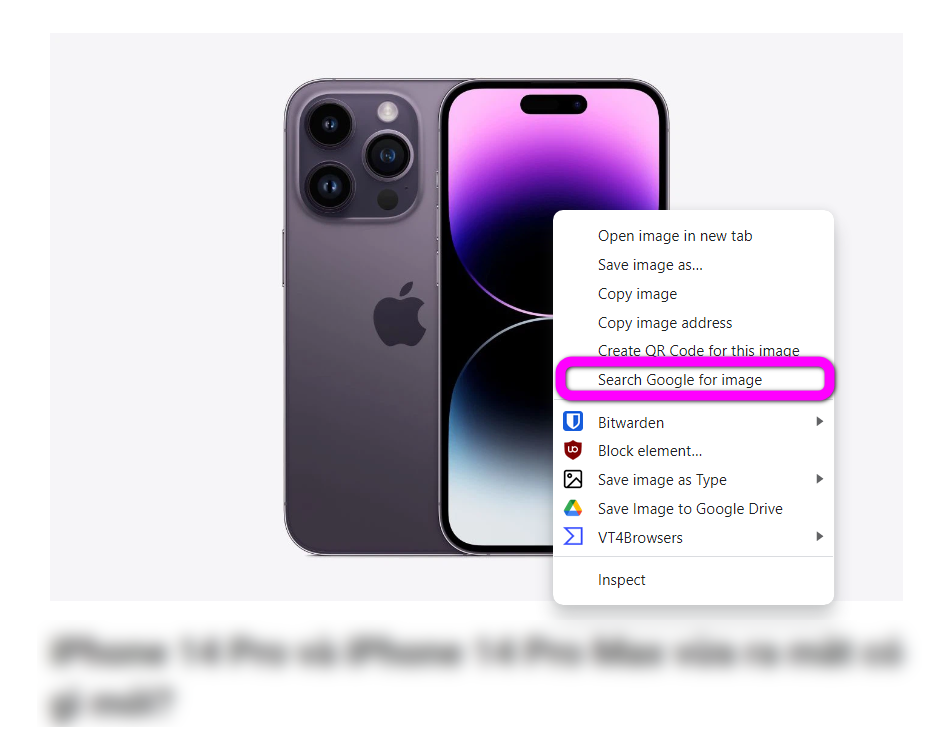 Open image in new tab
Save image as...
Copy image
Copy image address
Create QR Code for this image
Search Google for image
Bitwarden
Block element...
Save image as Type
Save Image to Google Drive
VT4Browsers
Inspect
iPhone 14 Pro và iPhone 14 Pro Max vừa ra mắt có
gì mới?